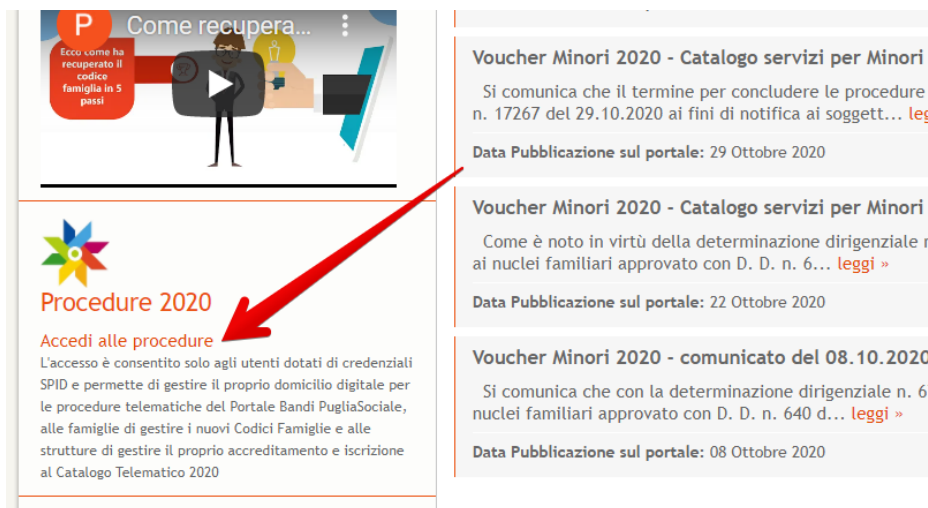 P Come recupera...
Ecco come ha
recuperato il
codice
famiglia in 5
passi
Procedure 2020
Accedi alle procedure
L'accesso è consentito solo agli utenti dotati di credenziali
SPID e permette di gestire il proprio domicilio digitale per
le procedure telematiche del Portale Bandi PugliaSociale,
alle famiglie di gestire i nuovi Codici Famiglie e alle
strutture di gestire il proprio accreditamento e iscrizione
al Catalogo Telematico 2020
Voucher Minori 2020 - Catalogo servizi per Minori
Si comunica che il termine per concludere le procedure
n. 17267 del 29.10.2020 ai fini di notifica ai soggett... leg
Data Pubblicazione sul portale: 29 Ottobre 2020
Voucher Minori 2020 - Catalogo servizi per Minori
Come è noto in virtù della determinazione dirigenziale
ai nuclei familiari approvato con D. D. n. 6... leggi »
Data Pubblicazione sul portale: 22 Ottobre 2020
Voucher Minori 2020 - comunicato del 08.10.2020
Si comunica che con la determinazione dirigenziale n. 6
nuclei familiari approvato con D. D. n. 640 d... leggi »
Data Pubblicazione sul portale: 08 Ottobre 2020